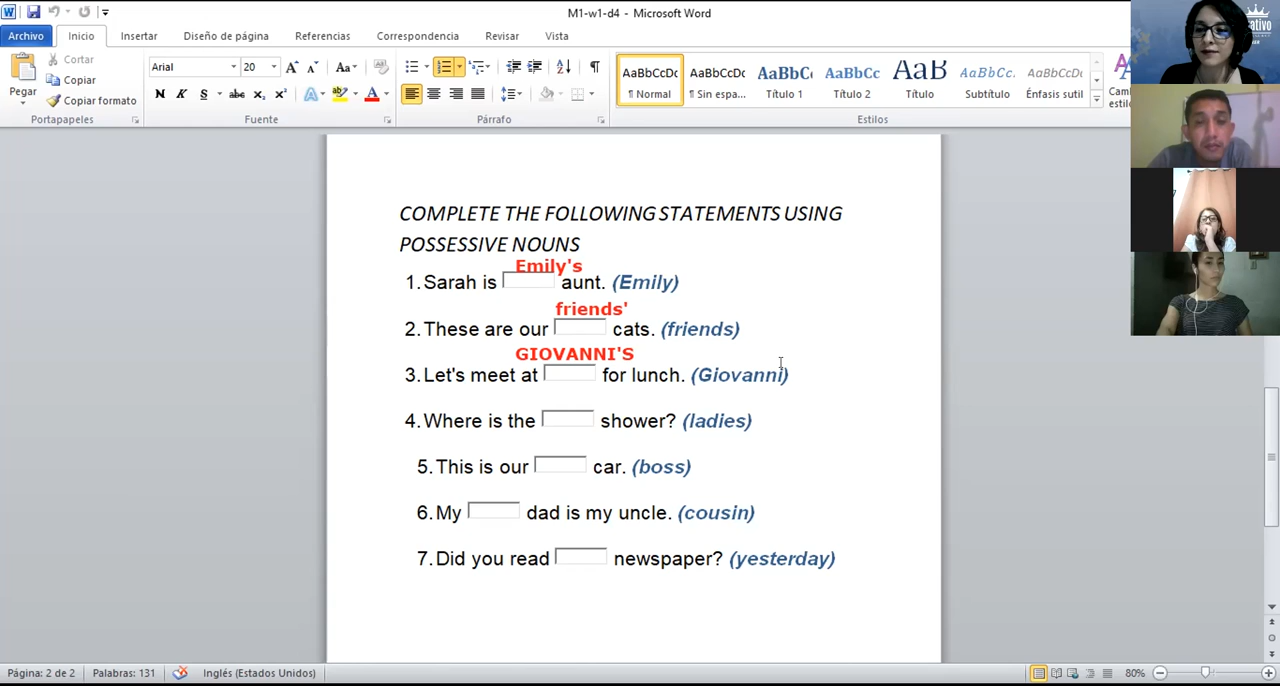 M1-w1-d4 - Microsoft Word
Archivo Inicio Insertar Diseño de página Referencias Correspondencia Revisar Vista
Cortar
Copiar
Pegar
Copiar formato
Portapapeles
Arial 20
Aa
N K S abc x₂ x² A ab A
Fuente
Párrafo
AaBbCcDc AaBbCcDc AaBbC AaBbCc AaB AaBbCc. AaBbCcDc
¶ Normal ¶ Sin espa... Título 1 Título 2 Título Subtítulo Énfasis sutil
Estilos
COMPLETE THE FOLLOWING STATEMENTS USING
POSSESSIVE NOUNS
Emily's
1. Sarah is aunt. (Emily)
friends'
2. These are our cats. (friends)
GIOVANNI'S
3. Let's meet at for lunch. (Giovanni)
4. Where is the shower? (ladies)
5. This is our car. (boss)
6. My dad is my uncle. (cousin)
7. Did you read newspaper? (yesterday)
Página: 2 de 2 Palabras: 131 Inglés (Estados Unidos) 80%